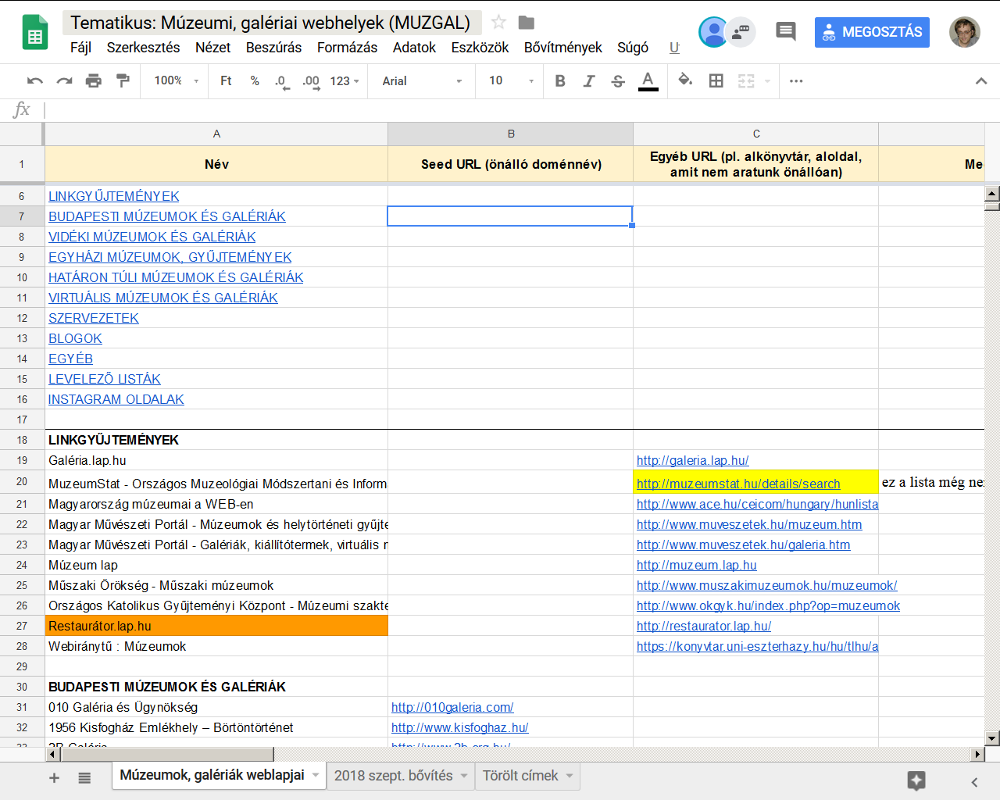 Tematikus: Múzeumi, galériai webhelyek (MUZGAL)
Fájl Szerkesztés Nézet Beszúrás Formázás Adatok Eszközök Bővítmények Súgó Ut
MEGOSZTÁS
100% Ft % .0 .00 123 Arial 10 B I S A
fx
A B C
1 Név Seed URL (önálló doménnév) Egyéb URL (pl. alkönyvtár, aloldal, Me
amit nem aratunk önállóan)
6 LINKGYŰJTEMÉNYEK
7 BUDAPESTI MÚZEUMOK ÉS GALÉRIÁK
8 VIDÉKI MÚZEUMOK ÉS GALÉRIÁK
9 EGYHÁZI MÚZEUMOK, GYŰJTEMÉNYEK
10 HATÁRON TÚLI MÚZEUMOK ÉS GALÉRIÁK
11 VIRTUÁLIS MÚZEUMOK ÉS GALÉRIÁK
12 SZERVEZETEK
13 BLOGOK
14 EGYÉB
15 LEVELEZŐ LISTÁK
16 INSTAGRAM OLDALAK
17
18 LINKGYŰJTEMÉNYEK
19 Galéria.lap.hu http://galeria.lap.hu/
20 MuzeumStat - Országos Muzeológiai Módszertani és Inform http://muzeumstat.hu/details/search ez a lista még ne
21 Magyarország múzeumai a WEB-en http://www.ace.hu/ceicom/hungary/hunlista
22 Magyar Művészeti Portál - Múzeumok és helytörténeti gyűjte http://www.muveszetek.hu/muzeum.htm
23 Magyar Művészeti Portál - Galériák, kiállítótermek, virtuális m http://www.muveszetek.hu/galeria.htm
24 Múzeum lap http://muzeum.lap.hu
25 Műszaki Örökség - Műszaki múzeumok http://www.muszakimuzeumok.hu/muzeumok/
26 Országos Katolikus Gyűjteményi Központ - Múzeumi szakte http://www.okgyk.hu/index.php?op=muzeumok
27 Restaurátor.lap.hu http://restaurator.lap.hu/
28 Webiránytű : Múzeumok https://konyvtar.uni-eszterhazy.hu/hu/tlhu/a
29
30 BUDAPESTI MÚZEUMOK ÉS GALÉRIÁK
31 010 Galéria és Ügynökség http://010galeria.com/
32 1956 Kisfogház Emlékhely – Börtöntörténet http://www.kisfoghaz.hu/
33 2B Galéria http://www.2b-org.hu/
Múzeumok, galériák weblapjai 2018 szept. bővítés Törölt címek